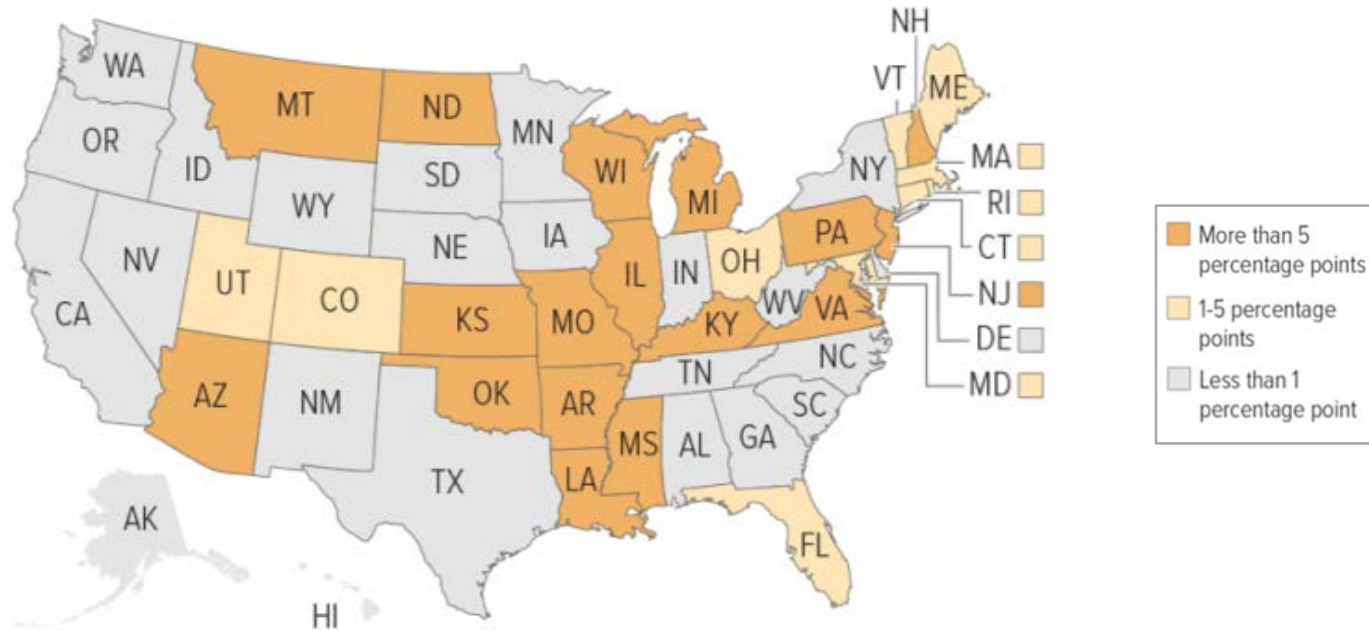 NH
WA
VT
ME
MT
ND
MN
OR
MA
ID
SD
WI
NY
WY
MI
RI
IA
PA
NE
CT
NV
OH
IL
IN
UT
NJ
CO
WV
CA
VA
KS
MO
KY
DE
NC
TN
MD
AZ
OK
NM
AR
SC
MS
AL
GA
LA
TX
AK
FL
HI
More than 5
percentage points
1-5 percentage
points
Less than 1
percentage point